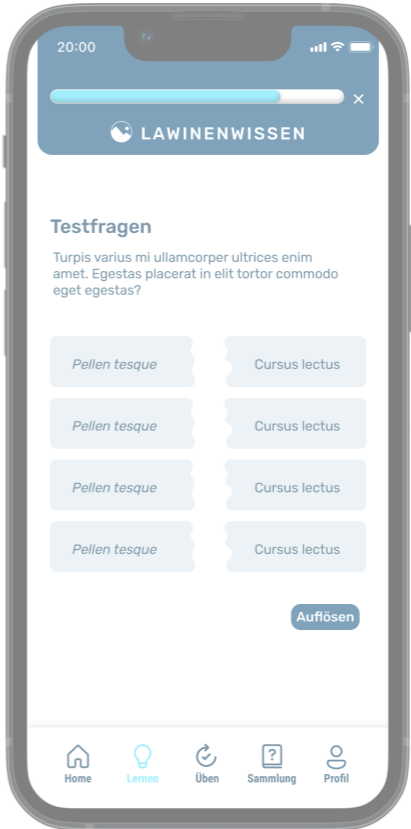 20:00
LAWINENWISSEN
Testfragen
Turpis varius mi ullamcorper ultrices enim
amet. Egestas placerat in elit tortor commodo
eget egestas?
Pellen tesque Cursus lectus
Pellen tesque Cursus lectus
Pellen tesque Cursus lectus
Pellen tesque Cursus lectus
Auflösen
Home Lernen Üben Sammlung Profil